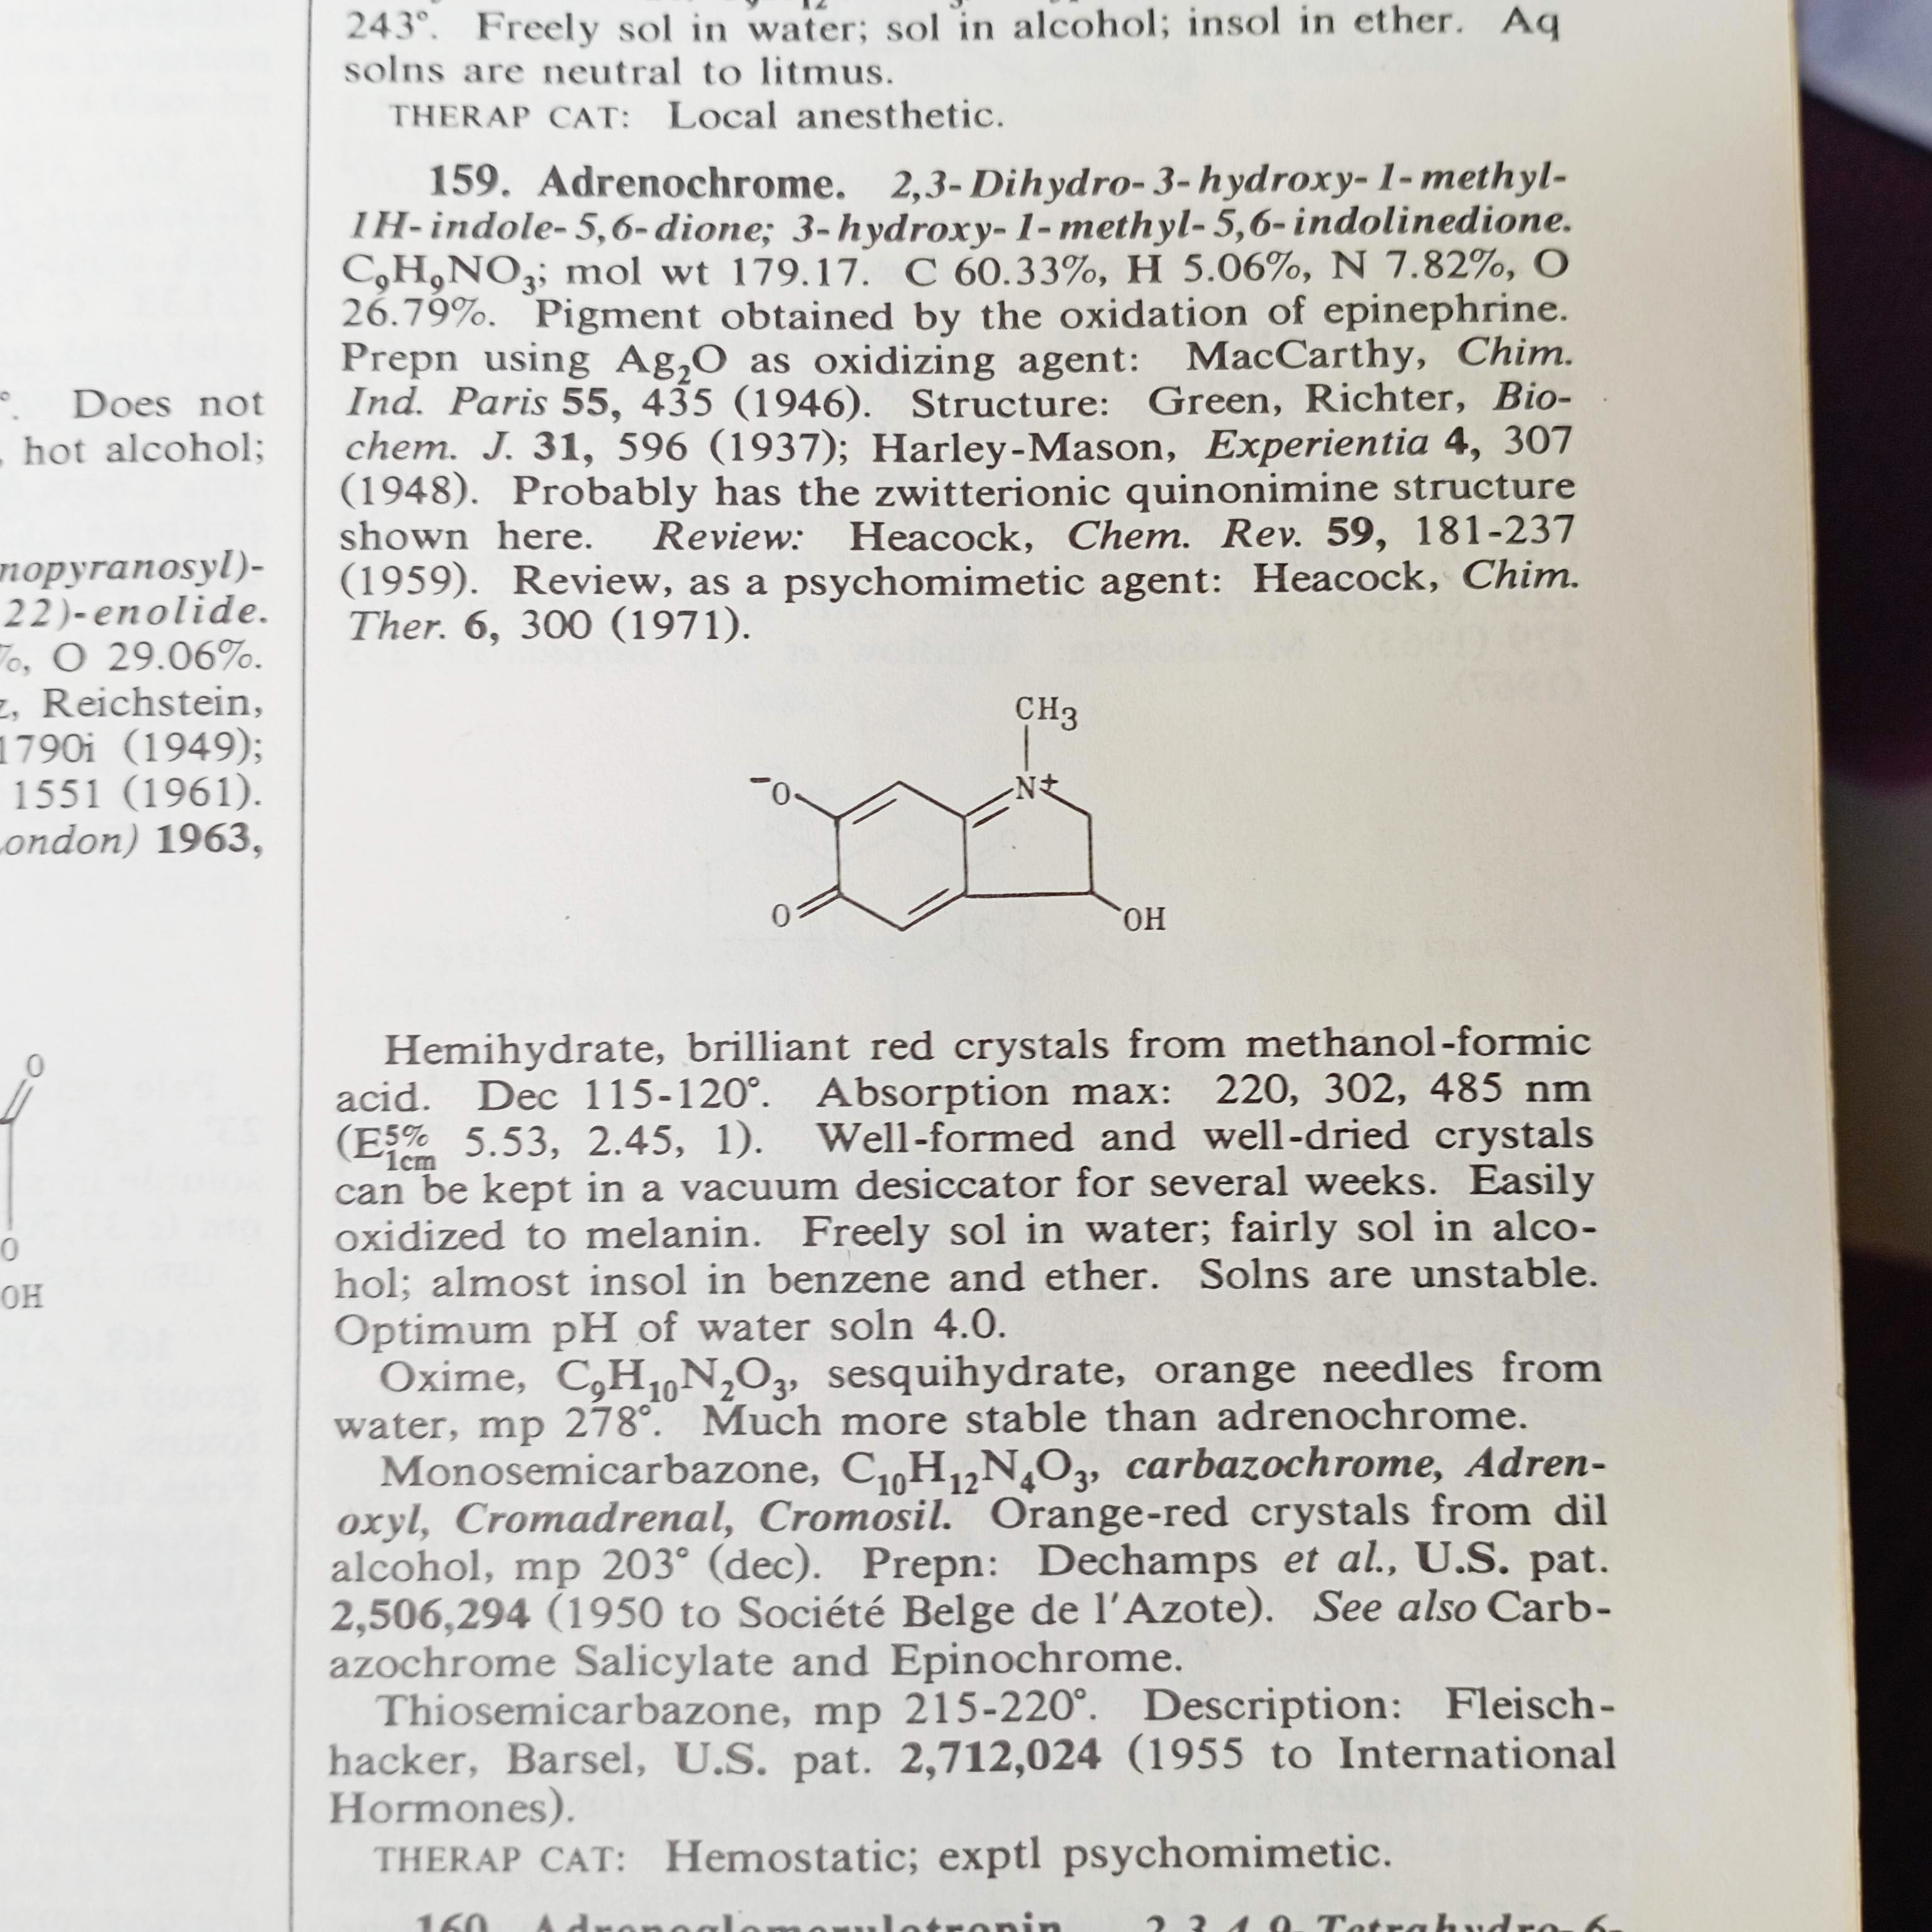 °. Does not
, hot alcohol;
nopyranosyl)-
22)-enolide.
%, O 29.06%.
z, Reichstein,
1790i (1949);
1551 (1961).
London) 1963,
O
O
OH
243°. Freely sol in water; sol in alcohol; insol in ether. Aq
solns are neutral to litmus.
THERAP CAT: Local anesthetic.
159. Adrenochrome. 2,3-Dihydro-3-hydroxy-1-methyl-
1H-indole-5,6-dione; 3-hydroxy-1-methyl-5,6-indolinedione.
C₉H₉NO₃; mol wt 179.17. C 60.33%, H 5.06%, N 7.82%, O
26.79%. Pigment obtained by the oxidation of epinephrine.
Prepn using Ag₂O as oxidizing agent: MacCarthy, Chim.
Ind. Paris 55, 435 (1946). Structure: Green, Richter, Bio-
chem. J. 31, 596 (1937); Harley-Mason, Experientia 4, 307
(1948). Probably has the zwitterionic quinonimine structure
shown here. Review: Heacock, Chem. Rev. 59, 181-237
(1959). Review, as a psychomimetic agent: Heacock, Chim.
Ther. 6, 300 (1971).
CH3
⁻O N⁺
O OH
Hemihydrate, brilliant red crystals from methanol-formic
acid. Dec 115-120°. Absorption max: 220, 302, 485 nm
(E5% 1cm 5.53, 2.45, 1). Well-formed and well-dried crystals
can be kept in a vacuum desiccator for several weeks. Easily
oxidized to melanin. Freely sol in water; fairly sol in alco-
hol; almost insol in benzene and ether. Solns are unstable.
Optimum pH of water soln 4.0.
Oxime, C₉H₁₀N₂O₃, sesquihydrate, orange needles from
water, mp 278°. Much more stable than adrenochrome.
Monosemicarbazone, C₁₀H₁₂N₄O₃, carbazochrome, Adren-
oxyl, Cromadrenal, Cromosil. Orange-red crystals from dil
alcohol, mp 203° (dec). Prepn: Dechamps et al., U.S. pat.
2,506,294 (1950 to Société Belge de l'Azote). See also Carb-
azochrome Salicylate and Epinochrome.
Thiosemicarbazone, mp 215-220°. Description: Fleisch-
hacker, Barsel, U.S. pat. 2,712,024 (1955 to International
Hormones).
THERAP CAT: Hemostatic; exptl psychomimetic.
160. Adrenoglomerulotropin. 2,3,4,9-Tetrahydro-6-